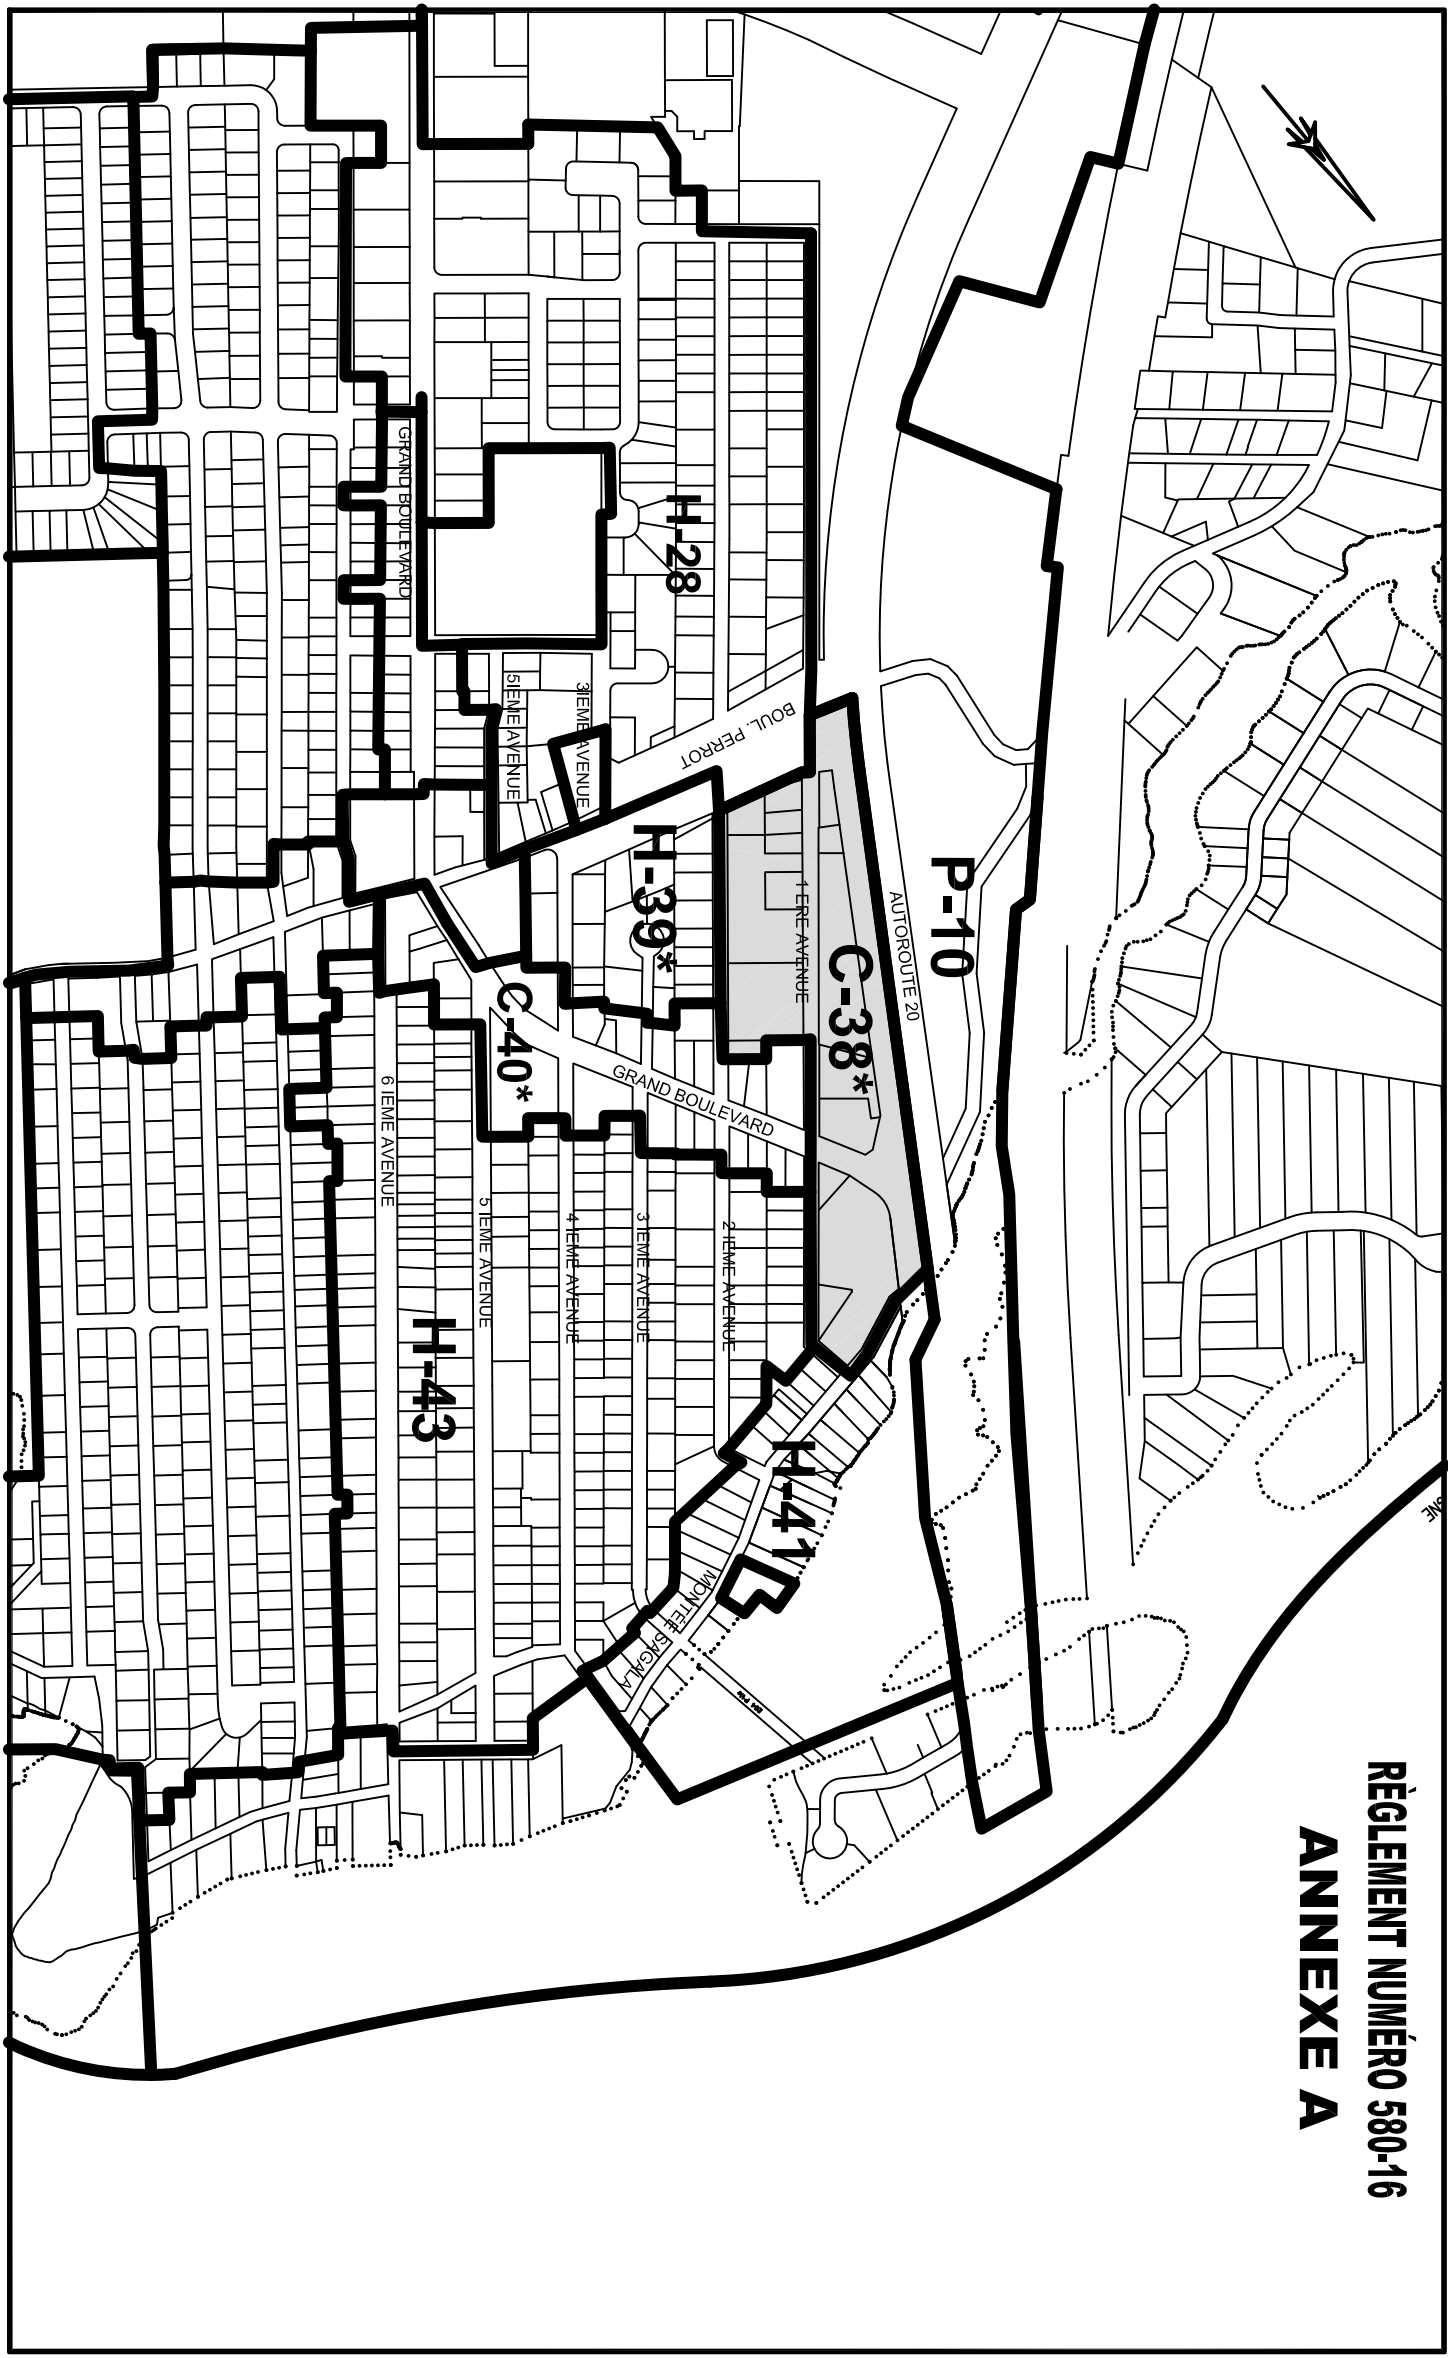 RÈGLEMENT NUMÉRO 580-16
ANNEXE A
P-10
AUTOROUTE 20
C-38*
1 ERE AVENUE
BOUL. PERROT
H-28
GRAND BOULEVARD
5IEME AVENUE
3IEME AVENUE
H-39*
C-40*
GRAND BOULEVARD
2 IEME AVENUE
3 IEME AVENUE
4 IEME AVENUE
5 IEME AVENUE
6 IEME AVENUE
H-43
H-41
MONTÉE SAGALA